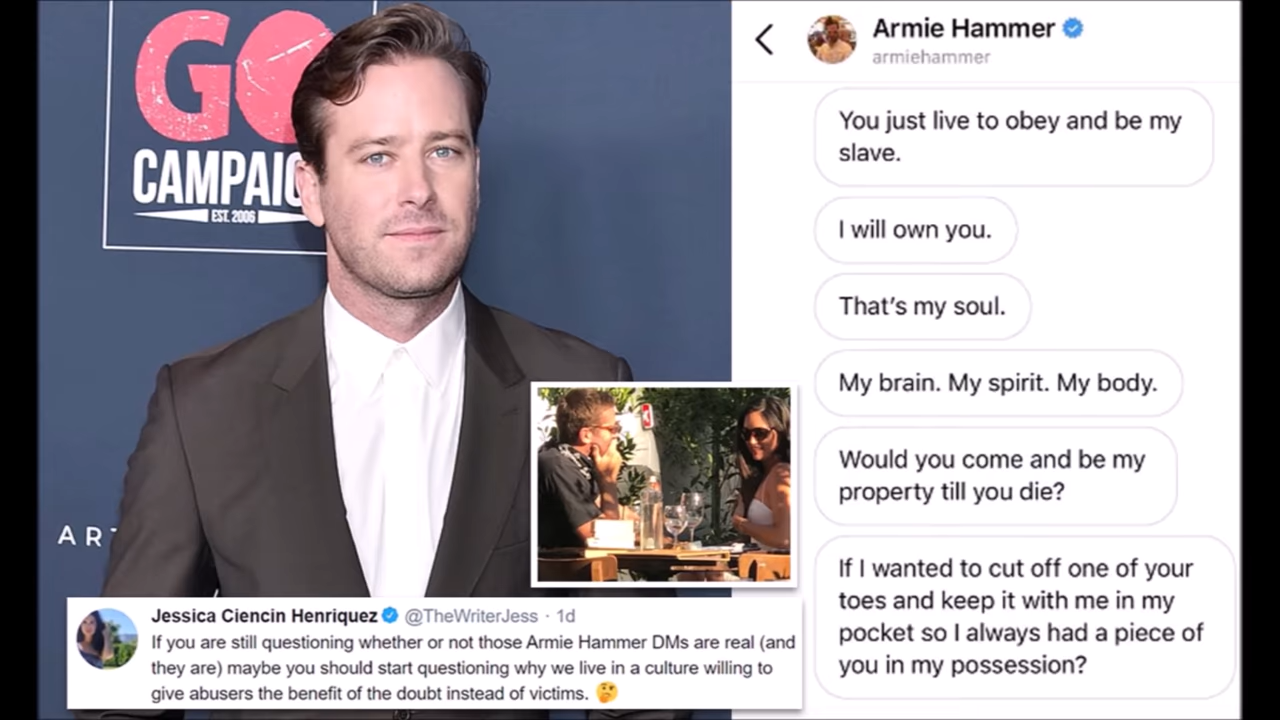 GO
CAMPAIG
EST. 2006
ART
Jessica Ciencin Henriquez @TheWriterJess · 1d
If you are still questioning whether or not those Armie Hammer DMs are real (and
they are) maybe you should start questioning why we live in a culture willing to
give abusers the benefit of the doubt instead of victims. 🤔
Armie Hammer
armiehammer
You just live to obey and be my
slave.
I will own you.
That's my soul.
My brain. My spirit. My body.
Would you come and be my
property till you die?
If I wanted to cut off one of your
toes and keep it with me in my
pocket so I always had a piece of
you in my possession?